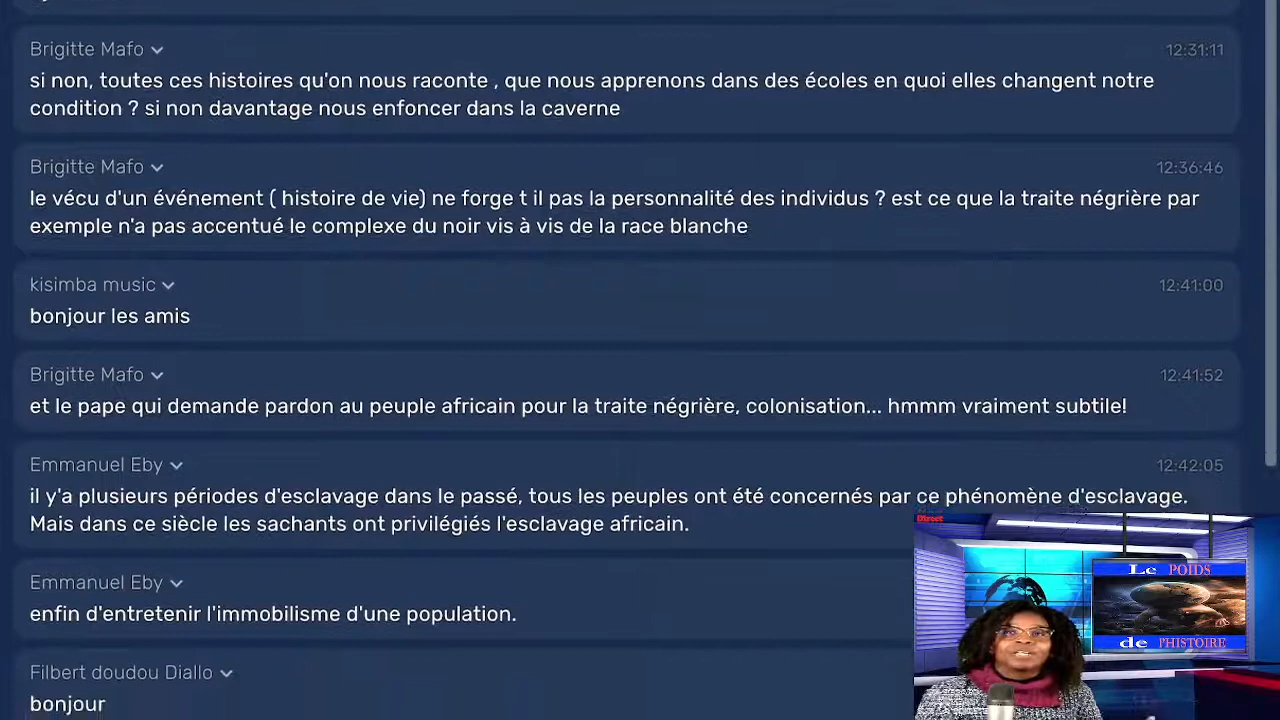 Brigitte Mafo
12:31:11
si non, toutes ces histoires qu'on nous raconte , que nous apprenons dans des écoles en quoi elles changent notre
condition ? si non davantage nous enfoncer dans la caverne
Brigitte Mafo
12:36:46
le vécu d'un événement ( histoire de vie) ne forge t il pas la personnalité des individus ? est ce que la traite négrière par
exemple n'a pas accentué le complexe du noir vis à vis de la race blanche
kisimba music
12:41:00
bonjour les amis
Brigitte Mafo
12:41:52
et le pape qui demande pardon au peuple africain pour la traite négrière, colonisation... hmmm vraiment subtile!
Emmanuel Eby
12:42:05
il y'a plusieurs périodes d'esclavage dans le passé, tous les peuples ont été concernés par ce phénomène d'esclavage.
Mais dans ce siècle les sachants ont privilégiés l'esclavage africain.
Emmanuel Eby
enfin d'entretenir l'immobilisme d'une population.
Filbert doudou Diallo
bonjour
Direct
Le POIDS
de l'HISTOIRE